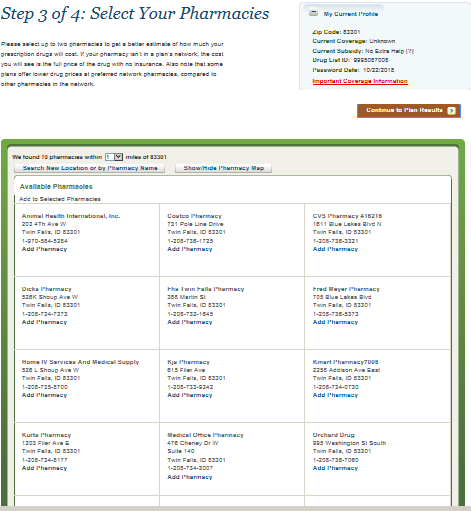 Step 3 of 4: Select Your Pharmacies
Please select up to two pharmacies to get a better estimate of how much your
prescription drugs will cost. If your pharmacy isn't in a plan's network, the cost
you will see is the full price of the drug with no insurance. Also note that some
plans offer lower drug prices at preferred network pharmacies, compared to
other pharmacies in the network.
My Current Profile
Zip Code: 83301
Current Coverage: Unknown
Current Subsidy: No Extra Help [?]
Drug List ID: 9995087008
Password Date: 10/22/2015
Important Coverage Information
Continue to Plan Results
We found 19 pharmacies within 1 miles of 83301
Search New Location or by Pharmacy Name
Show/Hide Pharmacy Map
Available Pharmacies
Add to Selected Pharmacies
Animal Health International, Inc.
203 4Th Ave W
Twin Falls, ID 83301
1-970-584-5284
Add Pharmacy
Costco Pharmacy
731 Pole Line Drive
Twin Falls, ID 83301
1-208-736-1725
Add Pharmacy
CVS Pharmacy #16216
1611 Blue Lakes Blvd N
Twin Falls, ID 83301
1-208-736-3321
Add Pharmacy
Dicks Pharmacy
Shoup Ave W
Twin Falls, ID 83301
1-208-734-7373
Add Pharmacy
Fhs Twin Falls Pharmacy
388 Martin St
Twin Falls, ID 83301
1-208-732-1645
Add Pharmacy
Fred Meyer Pharmacy
705 Blue Lakes Blvd
Twin Falls, ID 83301
1-208-736-5373
Add Pharmacy
Home IV Services And Medical Supply
526 L Shoup Ave W
Twin Falls, ID 83301
1-208-735-8700
Add Pharmacy
Kjs Pharmacy
615 Filer Ave
Twin Falls, ID 83301
1-208-733-9242
Add Pharmacy
Kmart Pharmacy7006
2258 Addison Ave East
Twin Falls, ID 83301
1-208-734-0730
Add Pharmacy
Kurts Pharmacy
1203 Filer Ave E
Twin Falls, ID 83301
1-208-734-8177
Add Pharmacy
Medical Office Pharmacy
476 Cheney Dr W
Suite 140
Twin Falls, ID 83301
1-208-734-3007
Add Pharmacy
Orchard Drug
995 Washington St South
Twin Falls, ID 83301
1-208-736-7080
Add Pharmacy